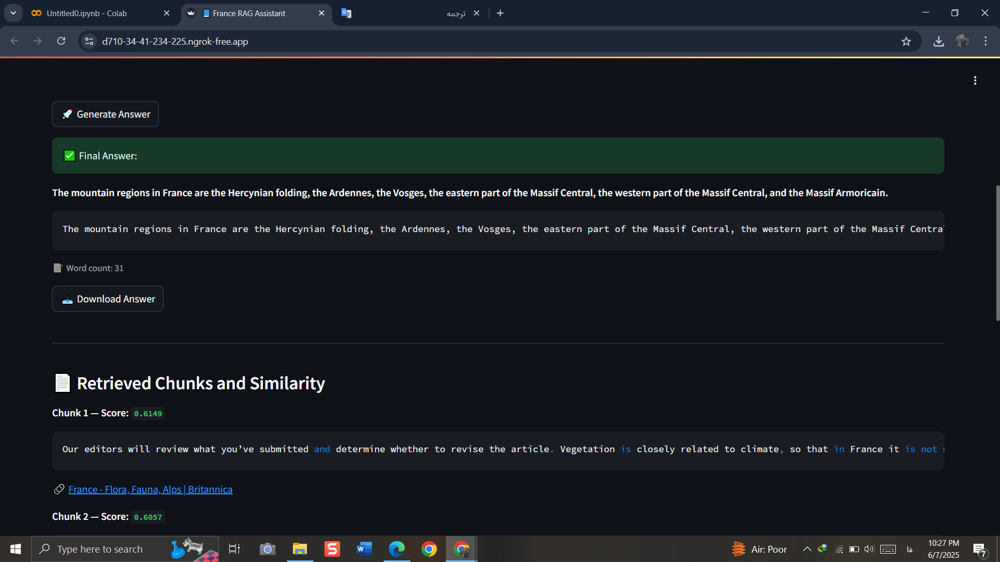 Untitled0.ipynb - Colab
France RAG Assistant
ترجمه
d710-34-41-234-225.ngrok-free.app
Generate Answer
Final Answer:
The mountain regions in France are the Hercynian folding, the Ardennes, the Vosges, the eastern part of the Massif Central, the western part of the Massif Central, and the Massif Armoricain.
The mountain regions in France are the Hercynian folding, the Ardennes, the Vosges, the eastern part of the Massif Central, the western part of the Massif Central
Word count: 31
Download Answer
Retrieved Chunks and Similarity
Chunk 1 — Score: 0.6149
Our editors will review what you’ve submitted and determine whether to revise the article. Vegetation is closely related to climate, so that in France it is not
France - Flora, Fauna, Alps | Britannica
Chunk 2 — Score: 0.6057
Type here to search
Air: Poor
فا
10:27 PM
6/7/2025
7